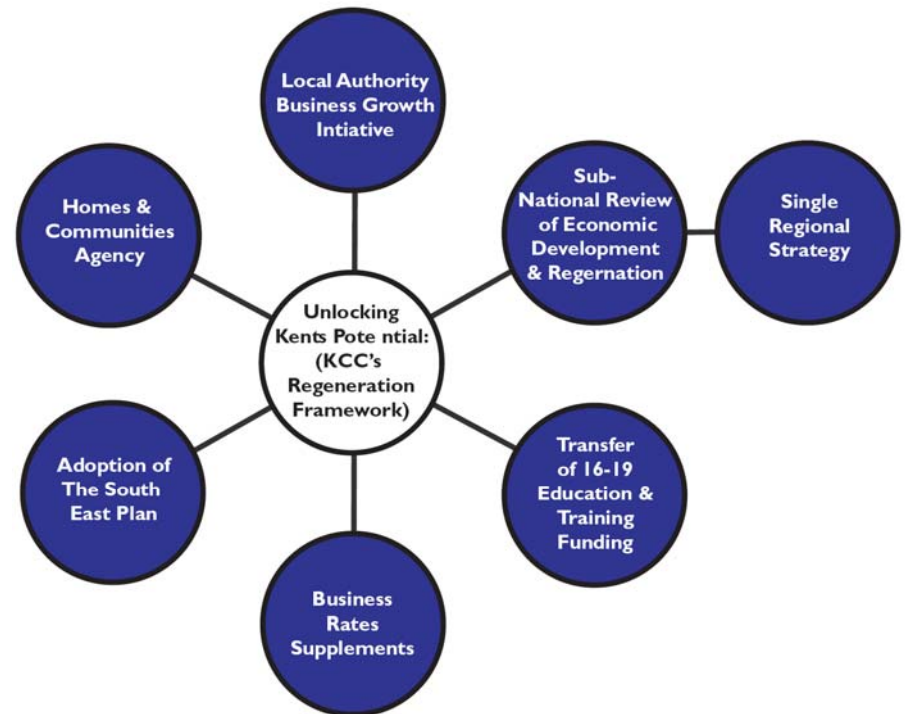 Local Authority
Business Growth
Intiative
Homes &
Communities
Agency
Sub-
National Review
of Economic
Development
& Regernation
Single
Regional
Strategy
Unlocking
Kents Pote ntial:
(KCC's
Regeneration
Framework)
Adoption of
The South
East Plan
Transfer
of 16-19
Education &
Training
Funding
Business
Rates
Supplements